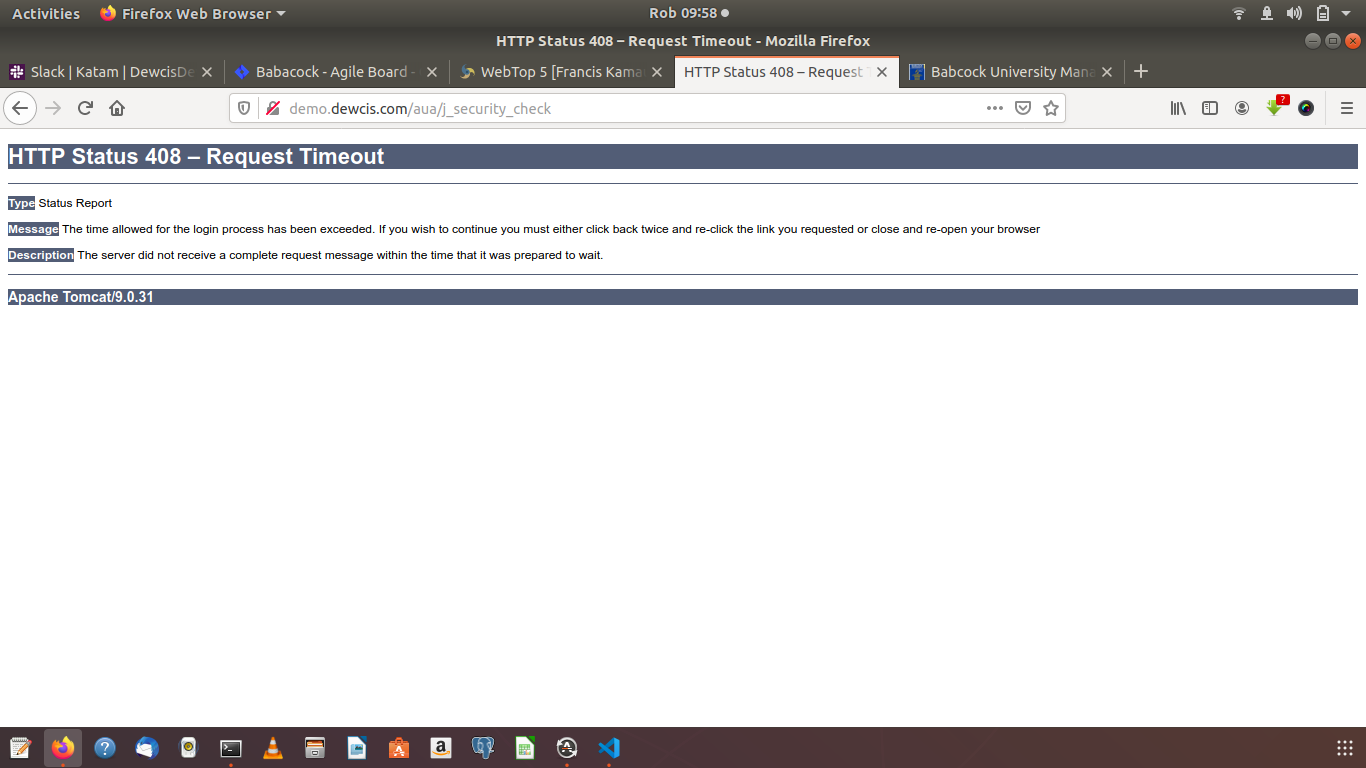 Activities Firefox Web Browser Rob 09:58
HTTP Status 408 – Request Timeout - Mozilla Firefox
Slack | Katam | DewcisDe Babacock - Agile Board - WebTop 5 [Francis Kama HTTP Status 408 – Request T Babcock University Mana
demo.dewcis.com/aua/j_security_check ?
HTTP Status 408 – Request Timeout
Type Status Report
Message The time allowed for the login process has been exceeded. If you wish to continue you must either click back twice and re-click the link you requested or close and re-open your browser
Description The server did not receive a complete request message within the time that it was prepared to wait.
Apache Tomcat/9.0.31